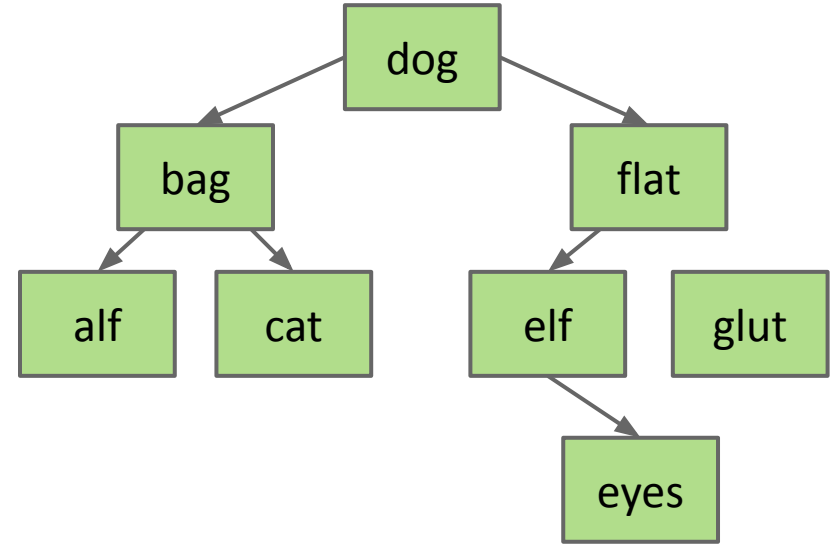 dog
bag
flat
alf
cat
elf
glut
eyes